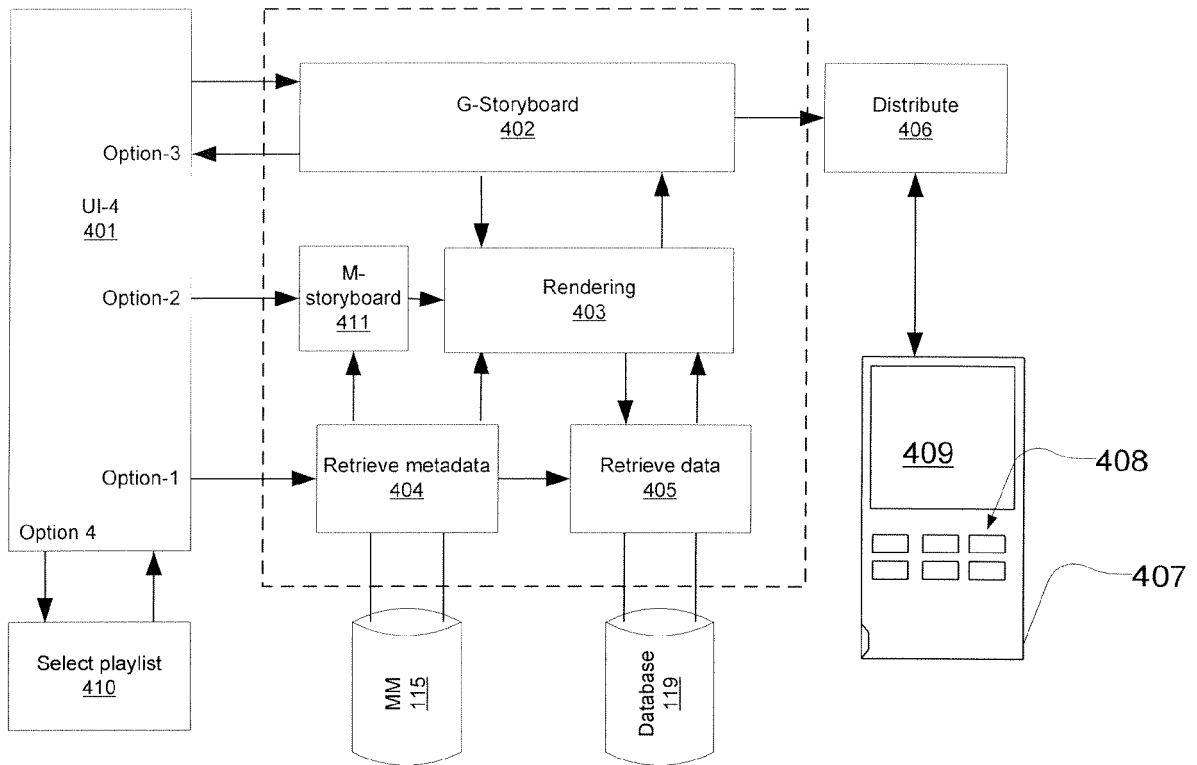 G-Storyboard
402
Distribute
406
Option-3
UI-4
401
M-
storyboard
411
Rendering
403
Option-2
409
408
Retrieve metadata
404
Retrieve data
405
Option-1
Option 4
407
Select playlist
410
MM
115
Database
119